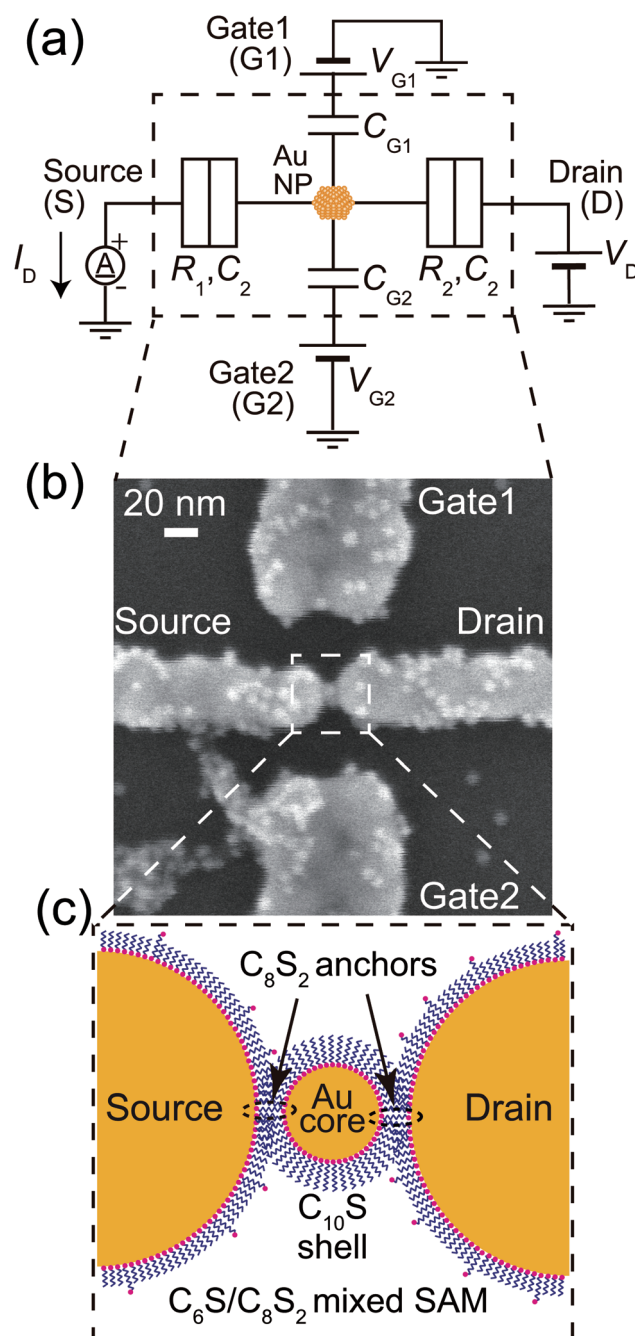 (a)
Gate1
(G1)
V_G1
C_G1
Source
(S)
Au
NP
Drain
(D)
I_D
A
+
-
R_1,C_2
R_2,C_2
V_D
C_G2
Gate2
(G2)
V_G2
(b)
20 nm
Gate1
Source
Drain
Gate2
(c)
C_8S_2 anchors
Source
Au
core
Drain
C_10S
shell
C_6S/C_8S_2 mixed SAM